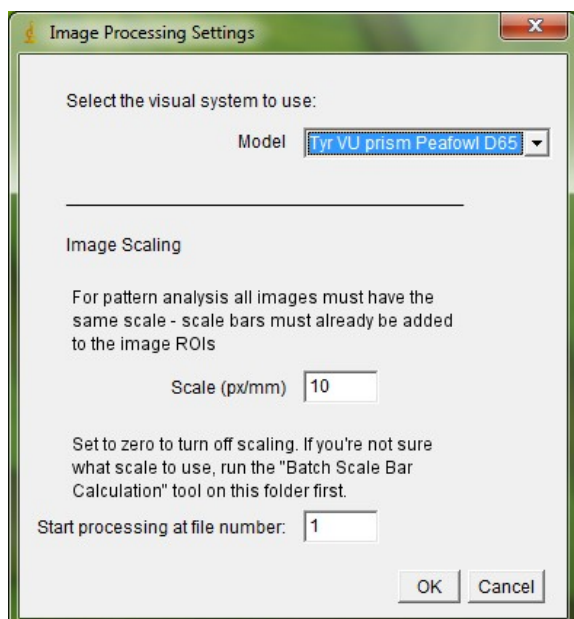 Image Processing Settings
Select the visual system to use:
Model Tyr VU prism Peafowl D65
Image Scaling
For pattern analysis all images must have the
same scale - scale bars must already be added
to the image ROIs
Scale (px/mm) 10
Set to zero to turn off scaling. If you're not sure
what scale to use, run the "Batch Scale Bar
Calculation" tool on this folder first.
Start processing at file number: 1
OK Cancel